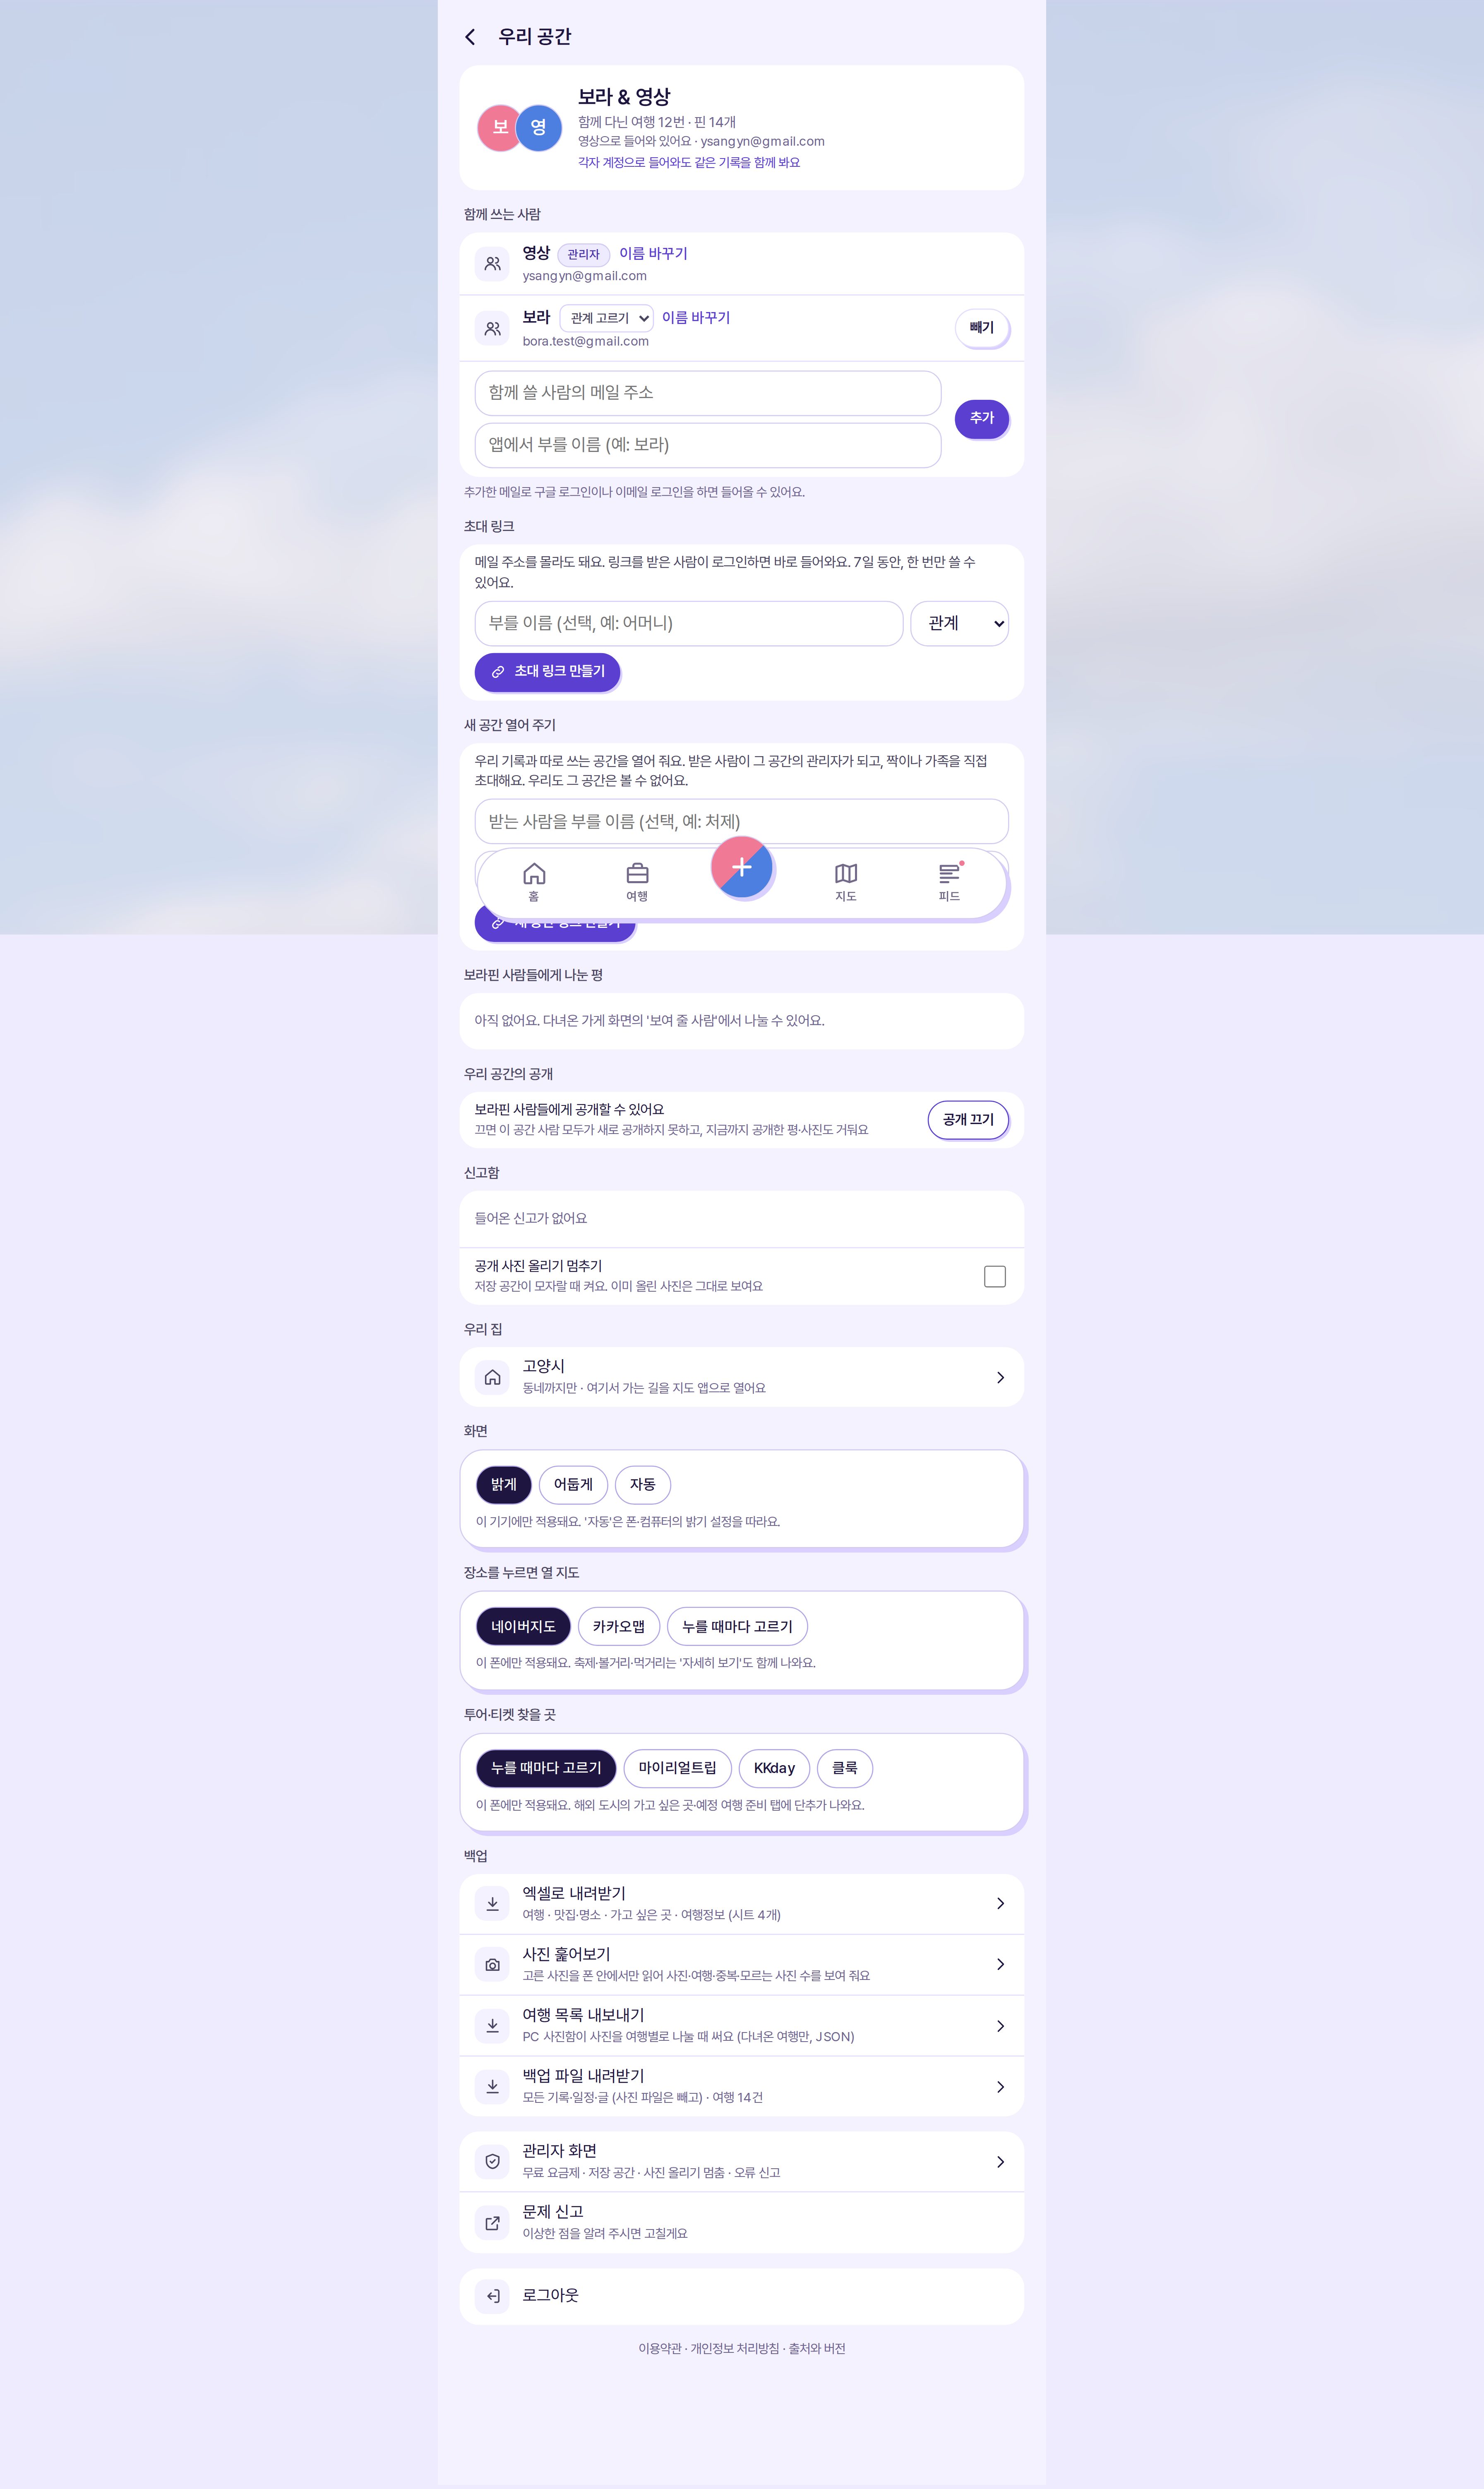 우리 공간
보 영
보라 & 영상
함께 다닌 여행 12번 · 핀 14개
영상으로 들어와 있어요 · ysangyn@gmail.com
각자 계정으로 들어와도 같은 기록을 함께 봐요
함께 쓰는 사람
영상 관리자 이름 바꾸기
ysangyn@gmail.com
보라 관계 고르기 이름 바꾸기
빼기
bora.test@gmail.com
함께 쓸 사람의 메일 주소
추가
앱에서 부를 이름 (예: 보라)
추가한 메일로 구글 로그인이나 이메일 로그인을 하면 들어올 수 있어요.
초대 링크
메일 주소를 몰라도 돼요. 링크를 받은 사람이 로그인하면 바로 들어와요. 7일 동안, 한 번만 쓸 수
있어요.
부를 이름 (선택, 예: 어머니) 관계
초대 링크 만들기
새 공간 열어 주기
우리 기록과 따로 쓰는 공간을 열어 줘요. 받은 사람이 그 공간의 관리자가 되고, 짝이나 가족을 직접
초대해요. 우리도 그 공간은 볼 수 없어요.
받는 사람을 부를 이름 (선택, 예: 처제)
홈 여행 지도 피드
보라핀 사람들에게 나눈 평
아직 없어요. 다녀온 가게 화면의 '보여 줄 사람'에서 나눌 수 있어요.
우리 공간의 공개
보라핀 사람들에게 공개할 수 있어요
끄면 이 공간 사람 모두가 새로 공개하지 못하고, 지금까지 공개한 평·사진도 거둬요
공개 끄기
신고함
들어온 신고가 없어요
공개 사진 올리기 멈추기
저장 공간이 모자랄 때 켜요. 이미 올린 사진은 그대로 보여요
우리 집
고양시
동네까지만 · 여기서 가는 길을 지도 앱으로 열어요
화면
밝게 어둡게 자동
이 기기에만 적용돼요. '자동'은 폰·컴퓨터의 밝기 설정을 따라요.
장소를 누르면 열 지도
네이버지도 카카오맵 누를 때마다 고르기
이 폰에만 적용돼요. 축제·볼거리·먹거리는 '자세히 보기'도 함께 나와요.
투어·티켓 찾을 곳
누를 때마다 고르기 마이리얼트립 KKday 클룩
이 폰에만 적용돼요. 해외 도시의 가고 싶은 곳·예정 여행 준비 탭에 단추가 나와요.
백업
엑셀로 내려받기
여행 · 맛집·명소 · 가고 싶은 곳 · 여행정보 (시트 4개)
사진 훑어보기
고른 사진을 폰 안에서만 읽어 사진·여행·중복·모르는 사진 수를 보여 줘요
여행 목록 내보내기
PC 사진함이 사진을 여행별로 나눌 때 써요 (다녀온 여행만, JSON)
백업 파일 내려받기
모든 기록·일정·글 (사진 파일은 빼고) · 여행 14건
관리자 화면
무료 요금제 · 저장 공간 · 사진 올리기 멈춤 · 오류 신고
문제 신고
이상한 점을 알려 주시면 고칠게요
로그아웃
이용약관 · 개인정보 처리방침 · 출처와 버전